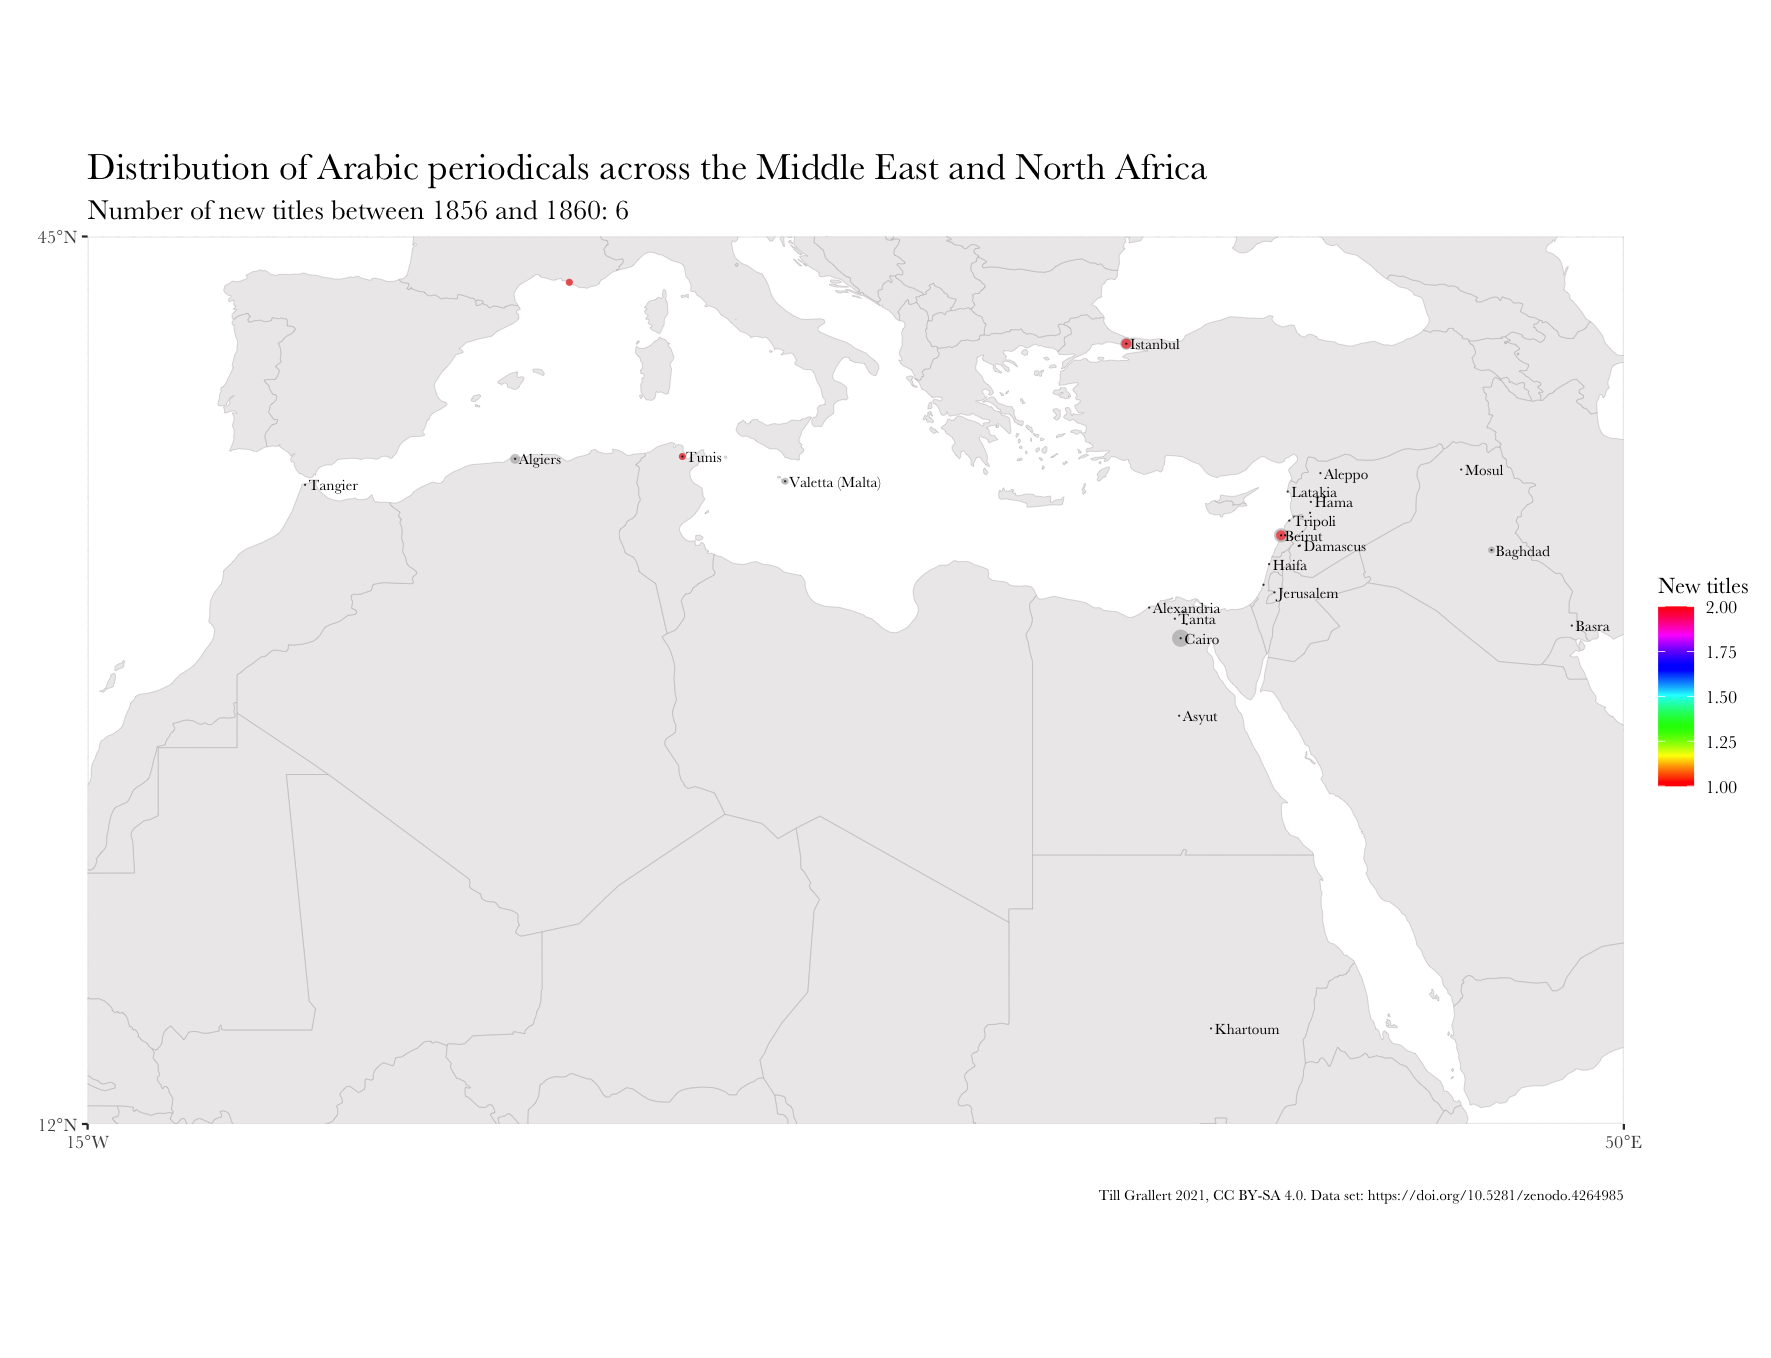 Distribution of Arabic periodicals across the Middle East and North Africa
Number of new titles between 1856 and 1860: 6
45°N
Istanbul
Algiers
Tunis
Tangier
Valetta (Malta)
Aleppo
Mosul
Latakia
Hama
Tripoli
Beirut
Damascus
Baghdad
Haifa
Jerusalem
Alexandria
Tanta
Cairo
Basra
Asyut
Khartoum
New titles
2.00
1.75
1.50
1.25
1.00
12°N
15°W
50°E
Till Grallert 2021, CC BY-SA 4.0. Data set: https://doi.org/10.5281/zenodo.4264985